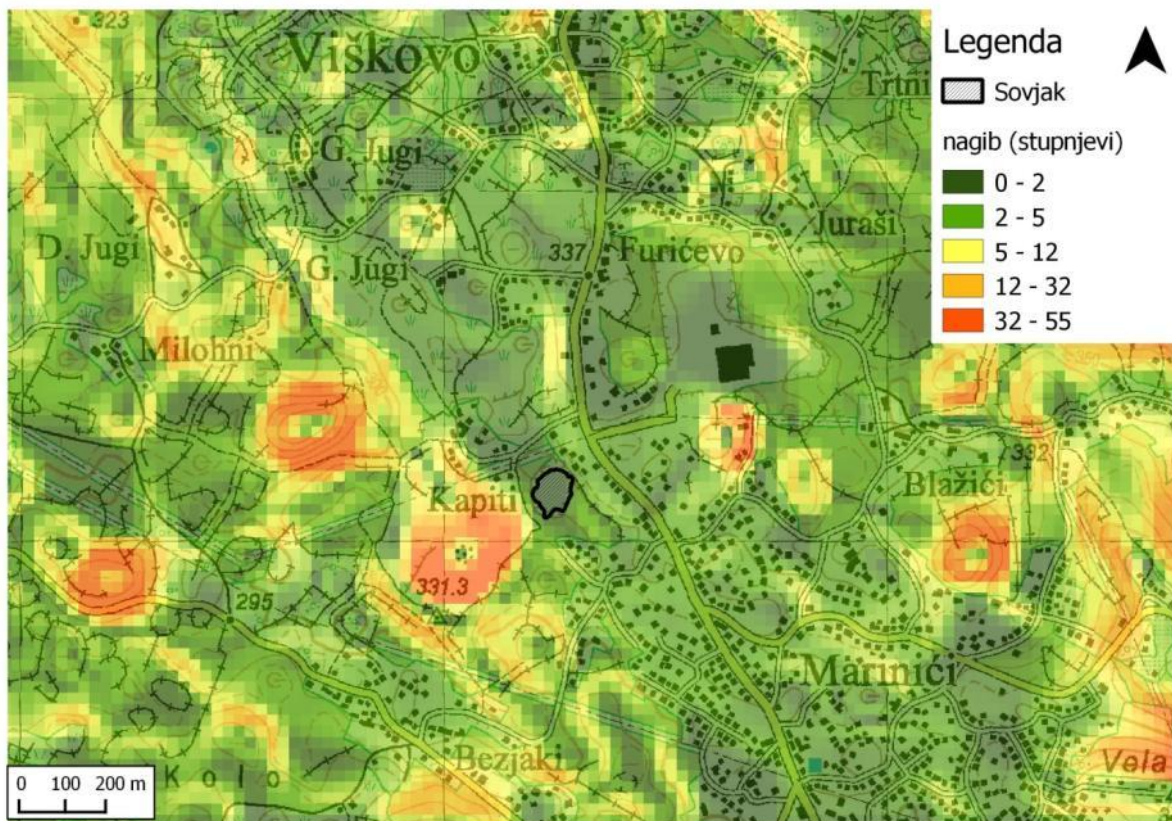 323
Viškovo
Trtni
G. Jugi
D. Jugi
G. Jugi
337
Furićevo
Juraši
Milohni
Kapiti
Blažići
331.3
295
Marinići
Bezjaki
Kolo
Vela
Legenda
Sovjak
nagib (stupnjevi)
0 - 2
2 - 5
5 - 12
12 - 32
32 - 55
0 100 200 m